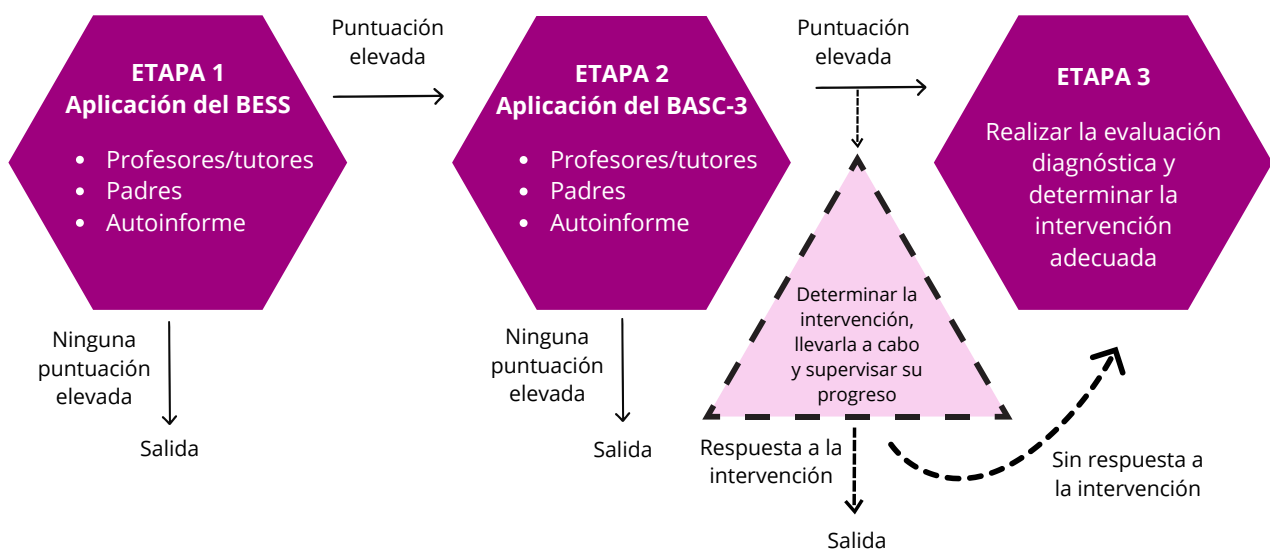 ETAPA 1
Aplicación del BESS
• Profesores/tutores
• Padres
• Autoinforme
Puntuación
elevada
Ninguna
puntuación
elevada
Salida
ETAPA 2
Aplicación del BASC-3
• Profesores/tutores
• Padres
• Autoinforme
Puntuación
elevada
Ninguna
puntuación
elevada
Salida
Determinar la
intervención,
llevarla a cabo
y supervisar su
progreso
Respuesta a la
intervención
Salida
Sin respuesta a
la intervención
ETAPA 3
Realizar la evaluación
diagnóstica y
determinar la
intervención
adecuada